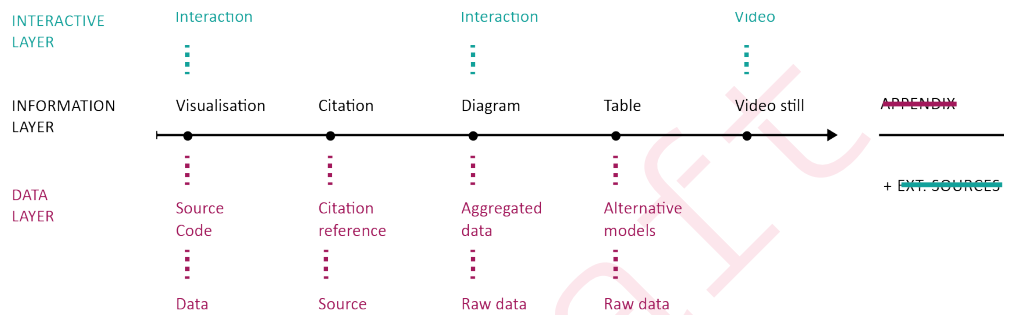 INTERACTIVE
LAYER
Interaction
Interaction
Video
INFORMATION
LAYER
Visualisation
Citation
Diagram
Table
Video still
APPENDIX
+ EXT. SOURCES
DATA
LAYER
Source
Code
Citation
reference
Aggregated
data
Alternative
models
Data
Source
Raw data
Raw data